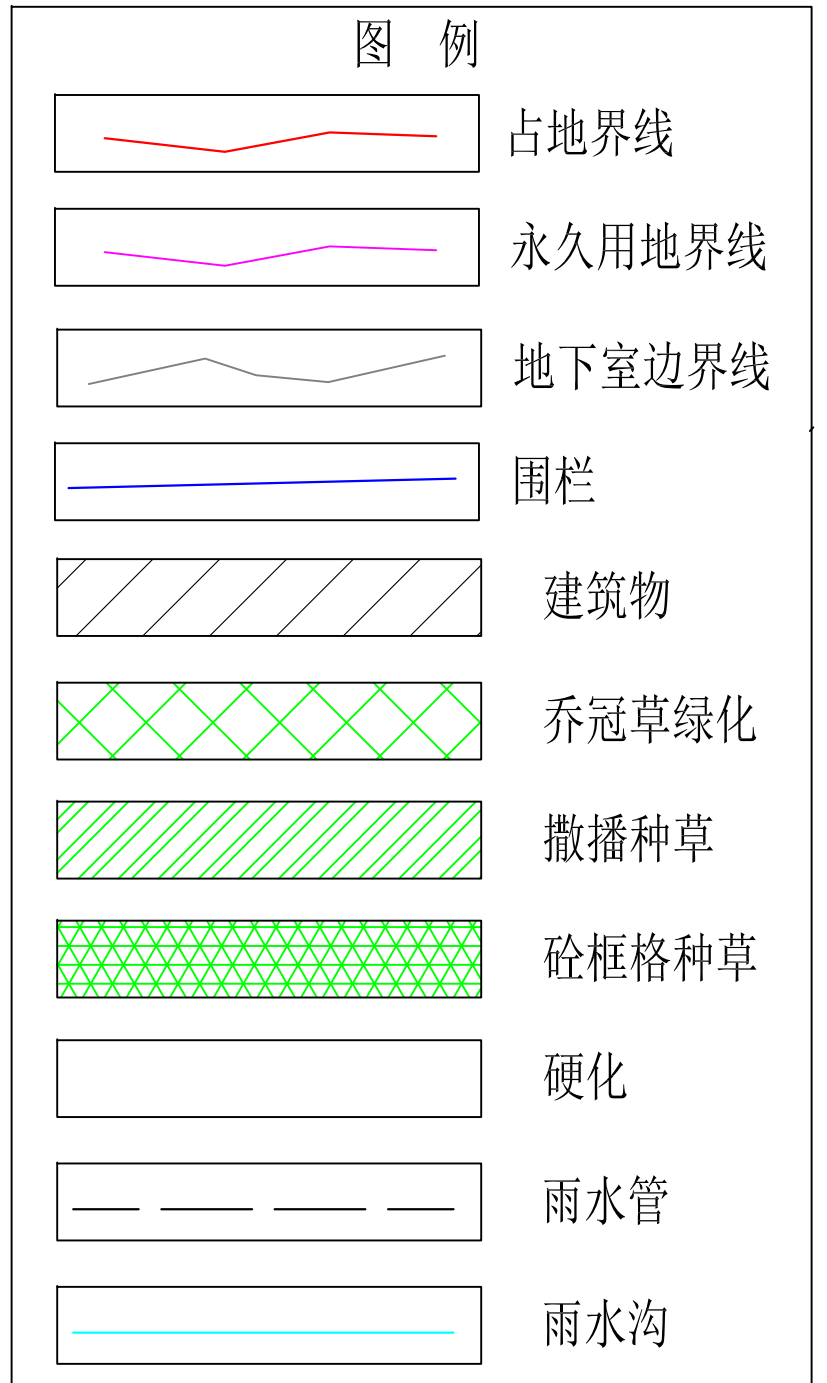 图 例
占地界线
永久用地界线
地下室边界线
围栏
建筑物
乔冠草绿化
撒播种草
砼框格种草
硬化
雨水管
雨水沟